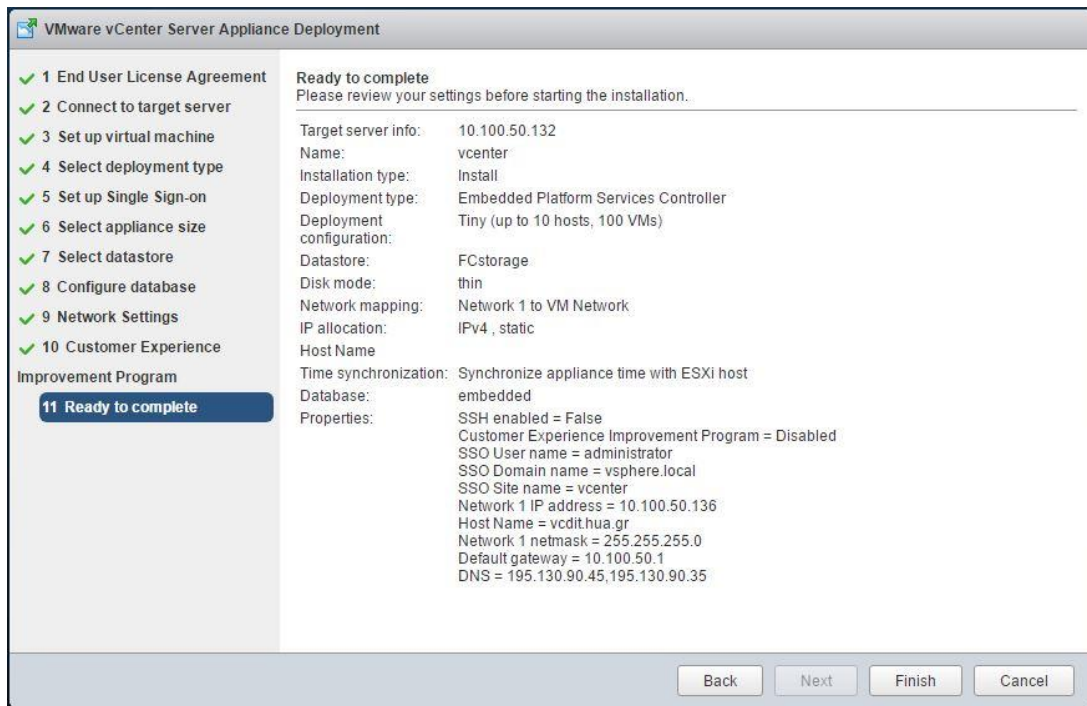 VMware vCenter Server Appliance Deployment
1 End User License Agreement
2 Connect to target server
3 Set up virtual machine
4 Select deployment type
5 Set up Single Sign-on
6 Select appliance size
7 Select datastore
8 Configure database
9 Network Settings
10 Customer Experience
Improvement Program
11 Ready to complete
Ready to complete
Please review your settings before starting the installation.
Target server info: 10.100.50.132
Name: vcenter
Installation type: Install
Deployment type: Embedded Platform Services Controller
Deployment Tiny (up to 10 hosts, 100 VMs)
configuration:
Datastore: FCstorage
Disk mode: thin
Network mapping: Network 1 to VM Network
IP allocation: IPv4 , static
Host Name
Time synchronization: Synchronize appliance time with ESXi host
Database: embedded
Properties: SSH enabled = False
Customer Experience Improvement Program = Disabled
SSO User name = administrator
SSO Domain name = vsphere.local
SSO Site name = vcenter
Network 1 IP address = 10.100.50.136
Host Name = vcdit.hua.gr
Network 1 netmask = 255.255.255.0
Default gateway = 10.100.50.1
DNS = 195.130.90.45,195.130.90.35
Back Next Finish Cancel